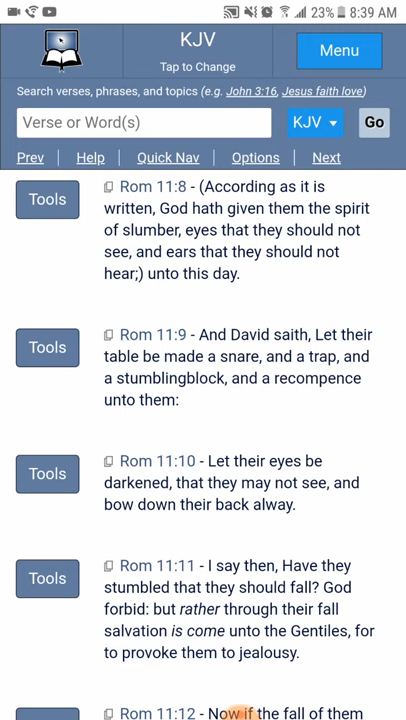 23% 8:39 AM
KJV
Tap to Change
Menu
Search verses, phrases, and topics (e.g. John 3:16, Jesus faith love)
Verse or Word(s)
KJV
Go
Prev | Help | Quick Nav | Options | Next
Tools
Rom 11:8 - (According as it is
written, God hath given them the spirit
of slumber, eyes that they should not
see, and ears that they should not
hear;) unto this day.
Tools
Rom 11:9 - And David saith, Let their
table be made a snare, and a trap, and
a stumblingblock, and a recompence
unto them:
Tools
Rom 11:10 - Let their eyes be
darkened, that they may not see, and
bow down their back alway.
Tools
Rom 11:11 - I say then, Have they
stumbled that they should fall? God
forbid: but rather through their fall
salvation is come unto the Gentiles, for
to provoke them to jealousy.
Rom 11:12 - Now if the fall of them